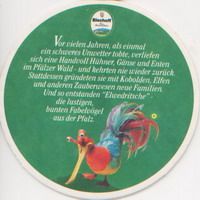 Bischoff
Vor vielen Jahren, als einmal
ein schweres Unwetter tobte, verließen
sich eine Handvoll Hühner, Gänse und Enten
im Pfälzer Wald - und kehrten nie wieder zurück.
Stattdessen gründeten sie mit Kobolden, Elfen
und anderen Zauberwesen neue Familien.
Und so entstanden "Elwedritsche" -
die lustigen,
bunten Fabelvögel
aus der Pfalz.